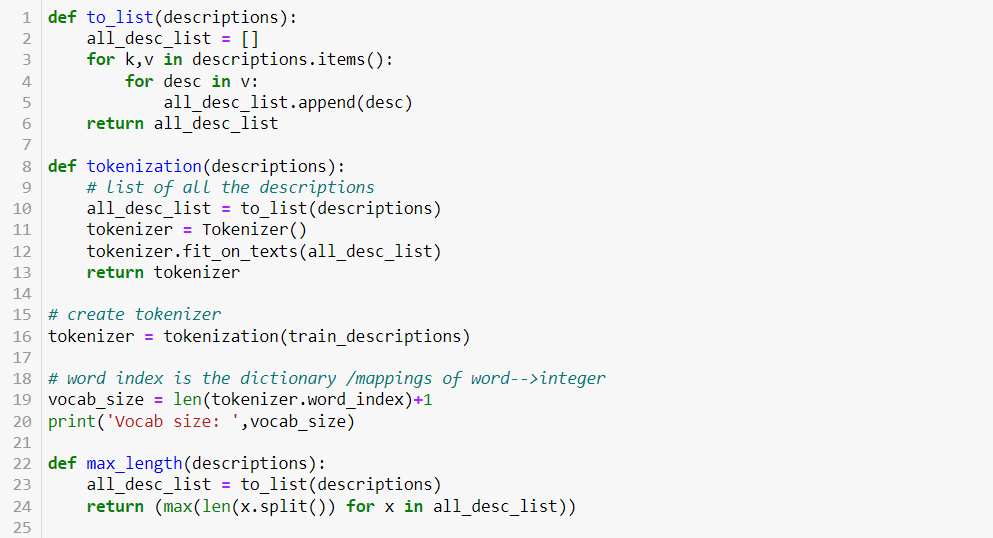 1 def to_list(descriptions):
2     all_desc_list = []
3     for k,v in descriptions.items():
4         for desc in v:
5             all_desc_list.append(desc)
6     return all_desc_list
7
8 def tokenization(descriptions):
9     # list of all the descriptions
10     all_desc_list = to_list(descriptions)
11     tokenizer = Tokenizer()
12     tokenizer.fit_on_texts(all_desc_list)
13     return tokenizer
14
15 # create tokenizer
16 tokenizer = tokenization(train_descriptions)
17
18 # word index is the dictionary /mappings of word-->integer
19 vocab_size = len(tokenizer.word_index)+1
20 print('Vocab size: ',vocab_size)
21
22 def max_length(descriptions):
23     all_desc_list = to_list(descriptions)
24     return (max(len(x.split()) for x in all_desc_list))
25